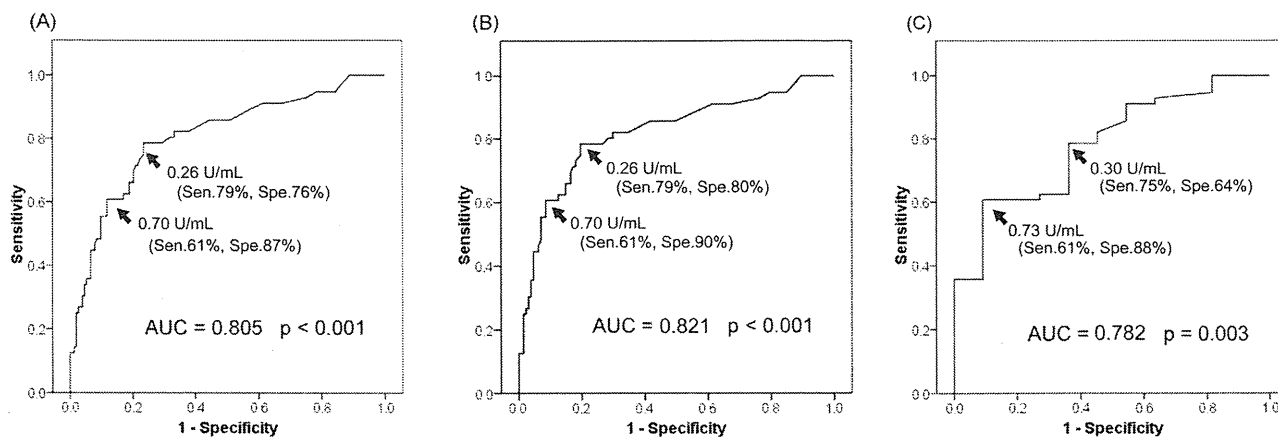 (A)
1.0
0.8
0.6
0.4
0.2
0.0
Sensitivity
0.26 U/mL
(Sen.79%, Spe.76%)
0.70 U/mL
(Sen.61%, Spe.87%)
AUC = 0.805 p < 0.001
0.0 0.2 0.4 0.6 0.8 1.0
1 - Specificity
(B)
1.0
0.8
0.6
0.4
0.2
0.0
Sensitivity
0.26 U/mL
(Sen.79%, Spe.80%)
0.70 U/mL
(Sen.61%, Spe.90%)
AUC = 0.821 p < 0.001
0.0 0.2 0.4 0.6 0.8 1.0
1 - Specificity
(C)
1.0
0.8
0.6
0.4
0.2
0.0
Sensitivity
0.30 U/mL
(Sen.75%, Spe.64%)
0.73 U/mL
(Sen.61%, Spe.88%)
AUC = 0.782 p = 0.003
0.0 0.2 0.4 0.6 0.8 1.0
1 - Specificity